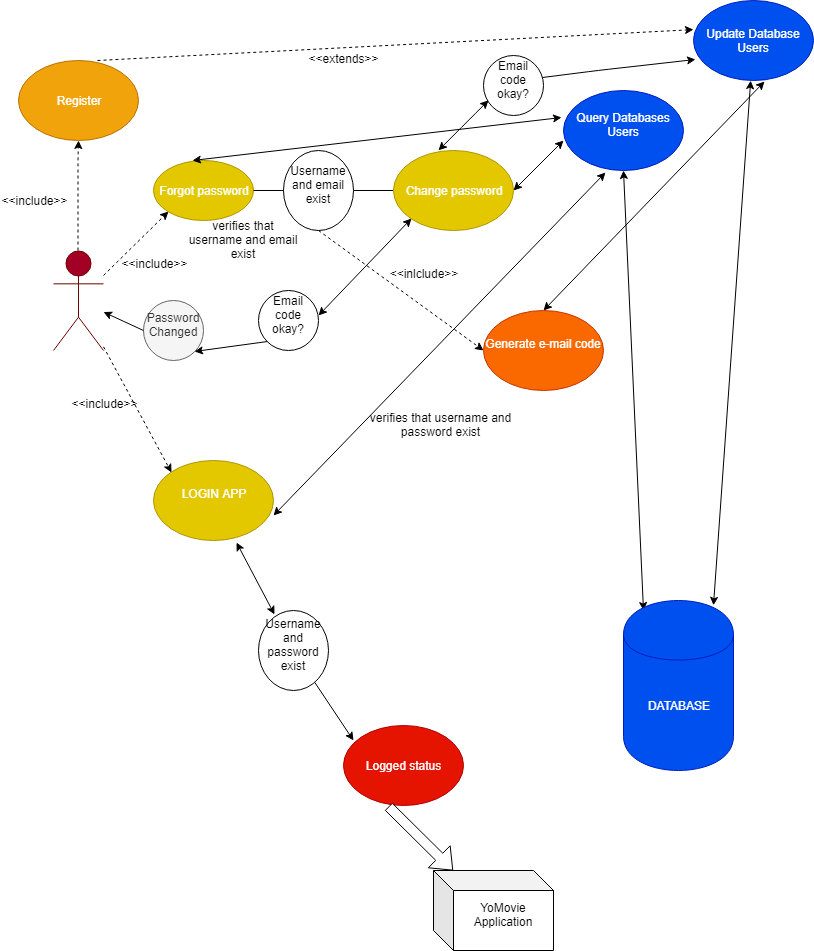 Update Database
Users
<<extends>>
Email
code
okay?
Register
Query Databases
Users
Username
and email
exist
Forgot password
Change password
<<include>>
verifies that
username and email
exist
<<include>>
<<inlclude>>
Email
code
okay?
Password
Changed
Generate e-mail code
<<include>>
verifies that username and
password exist
LOGIN APP
Username
and
password
exist
DATABASE
Logged status
YoMovie
Application